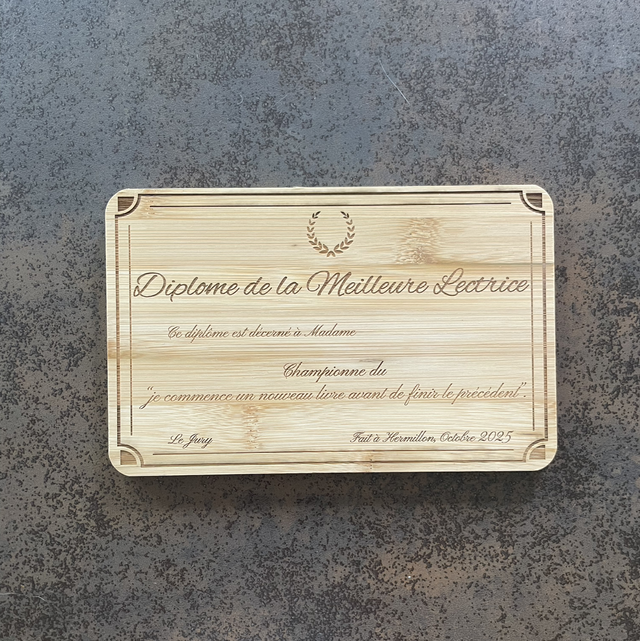 Diplome de la Meilleure Lectrice
Ce diplôme est décerné à Madame
Championne du
“je commence un nouveau livre avant de finir le précédent”.
Le Jury
Fait à Hermillon, Octobre 2025